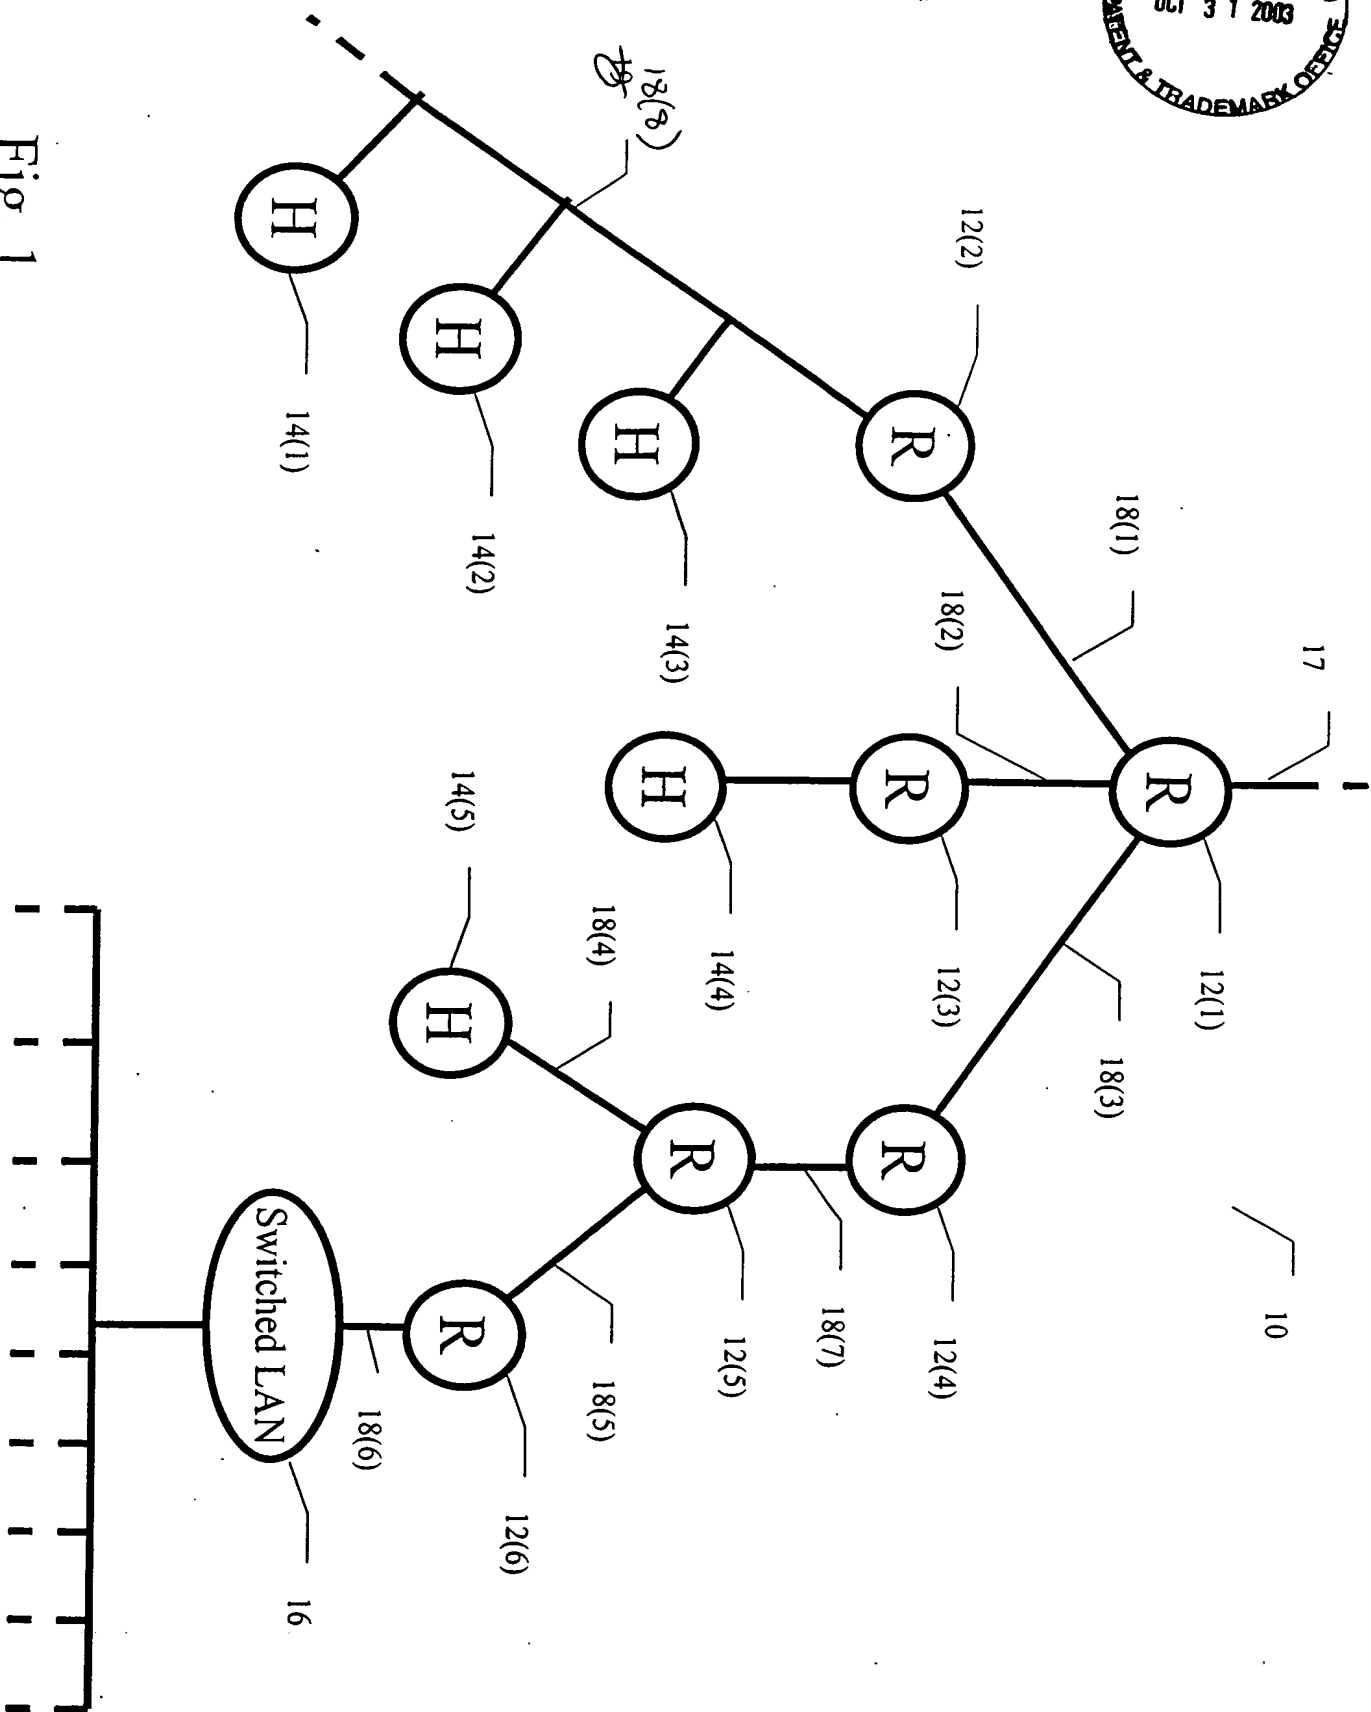 OCT 3 1 2003
PATENT & TRADEMARK OFFICE
17
10
R
12(1)
18(1)
18(2)
18(3)
12(2)
R
R
12(3)
R
12(4)
18(8)
18(7)
H
14(3)
H
14(4)
R
12(5)
18(4)
18(5)
H
14(2)
14(5)
H
R
12(6)
H
14(1)
18(6)
Switched LAN
16
Fig 1